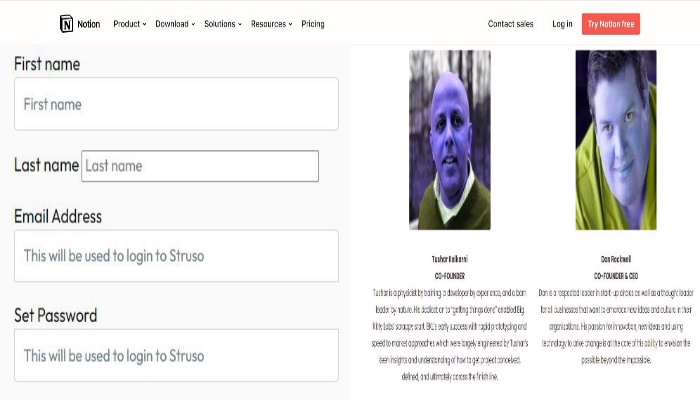 Notion Product Download Solutions Resources Pricing Contact sales Log in Try Notion free
First name
First name
Last name Last name
Email Address
This will be used to login to Struso
Set Password
This will be used to login to Struso
Tushar Kulkarni
CO-FOUNDER
Tushar is a physicist by training, a developer by experience, and a born
leader by nature. His dedication to "getting things done" enabled Big
Kitty Labs' scrappy start. BKL's early success with rapid prototyping and
speed to market approaches which were largely engineered by Tushar's
keen insights and understanding of how to get project conceived,
defined, and ultimately across the finish line.
Dan Rockwell
CO-FOUNDER & CEO
Dan is a respected leader in start-up circles as well as a thought leader
for all businesses that want to embrace new ideas and culture in their
organizations. His passion for innovation, new ideas and using
technology to drive change is at the core of his ability to envision the
possible beyond the impossible.